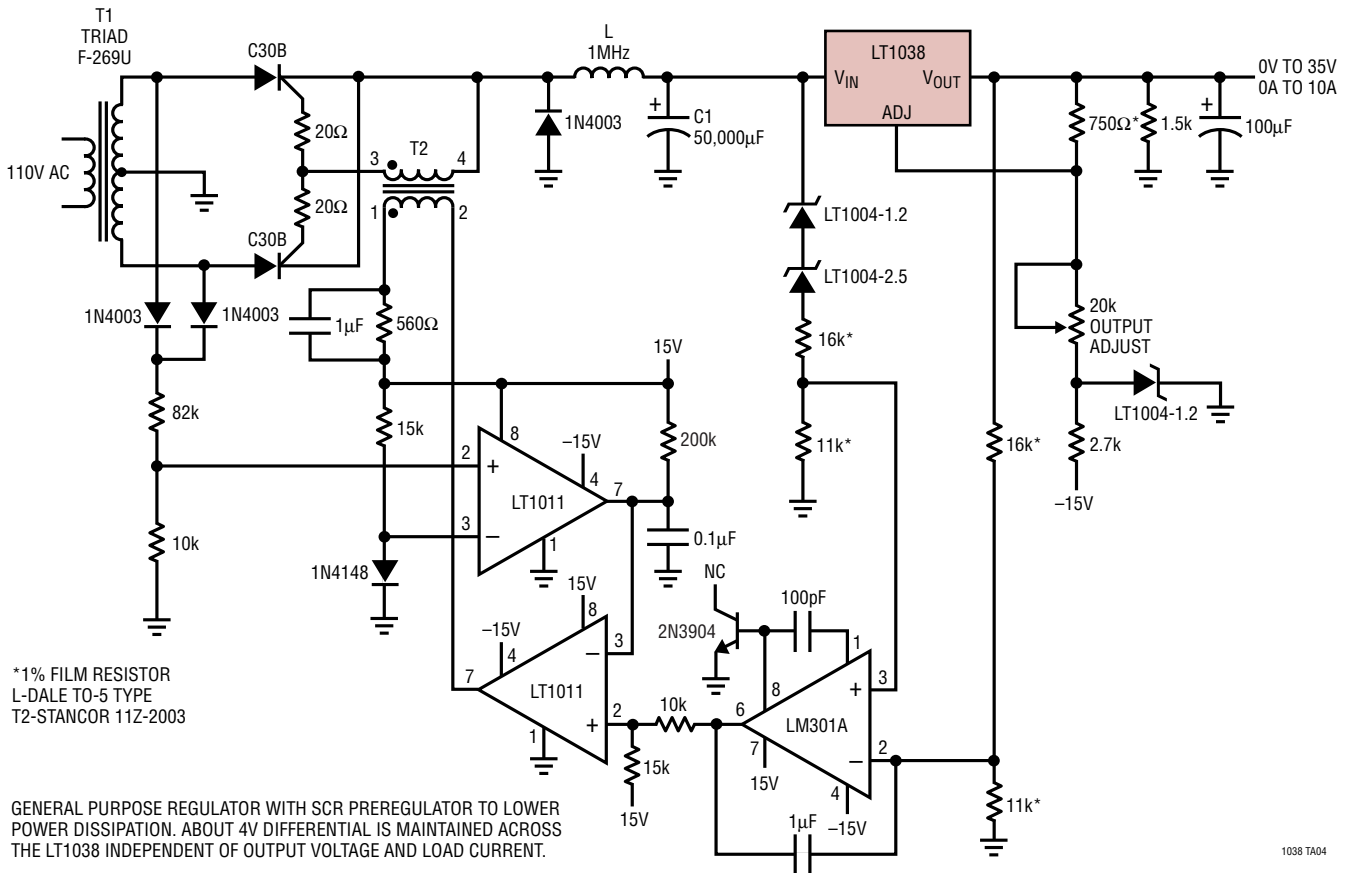 T1
TRIAD
F-269U
C30B
L
1MHz
LT1038
VIN
VOUT
ADJ
0V TO 35V
0A TO 10A
110V AC
20Ω
20Ω
C30B
3
T2
4
1
2
1N4003
+
C1
50,000µF
750Ω*
1.5k
+
100µF
LT1004-1.2
LT1004-2.5
1N4003
1N4003
1µF
560Ω
16k*
20k
OUTPUT
ADJUST
15V
LT1004-1.2
82k
15k
8
–15V
4
200k
11k*
16k*
2.7k
–15V
2
+
LT1011
7
3
–
1
10k
1N4148
0.1µF
15V
8
NC
100pF
2N3904
–15V
4
–
3
1
8
+
3
7
LT1011
+
2
10k
6
LM301A
1
15k
7
–
2
15V
15V
4
–15V
1µF
11k*
*1% FILM RESISTOR
L-DALE TO-5 TYPE
T2-STANCOR 11Z-2003
GENERAL PURPOSE REGULATOR WITH SCR PREREGULATOR TO LOWER
POWER DISSIPATION. ABOUT 4V DIFFERENTIAL IS MAINTAINED ACROSS
THE LT1038 INDEPENDENT OF OUTPUT VOLTAGE AND LOAD CURRENT.
1038 TA04